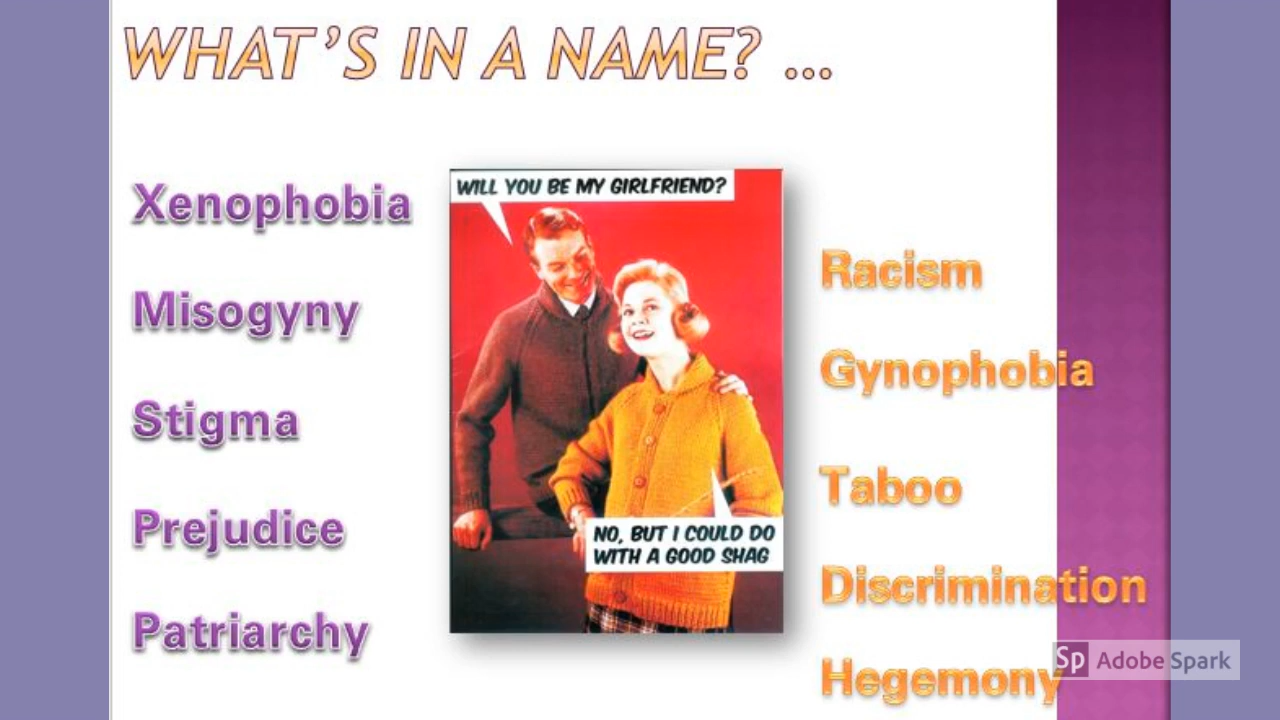 WHAT'S IN A NAME? ...
Xenophobia
Misogyny
Stigma
Prejudice
Patriarchy
WILL YOU BE MY GIRLFRIEND?
NO, BUT I COULD DO
WITH A GOOD SHAG
Racism
Gynophobia
Taboo
Discrimination
Hegemony
Sp Adobe Spark